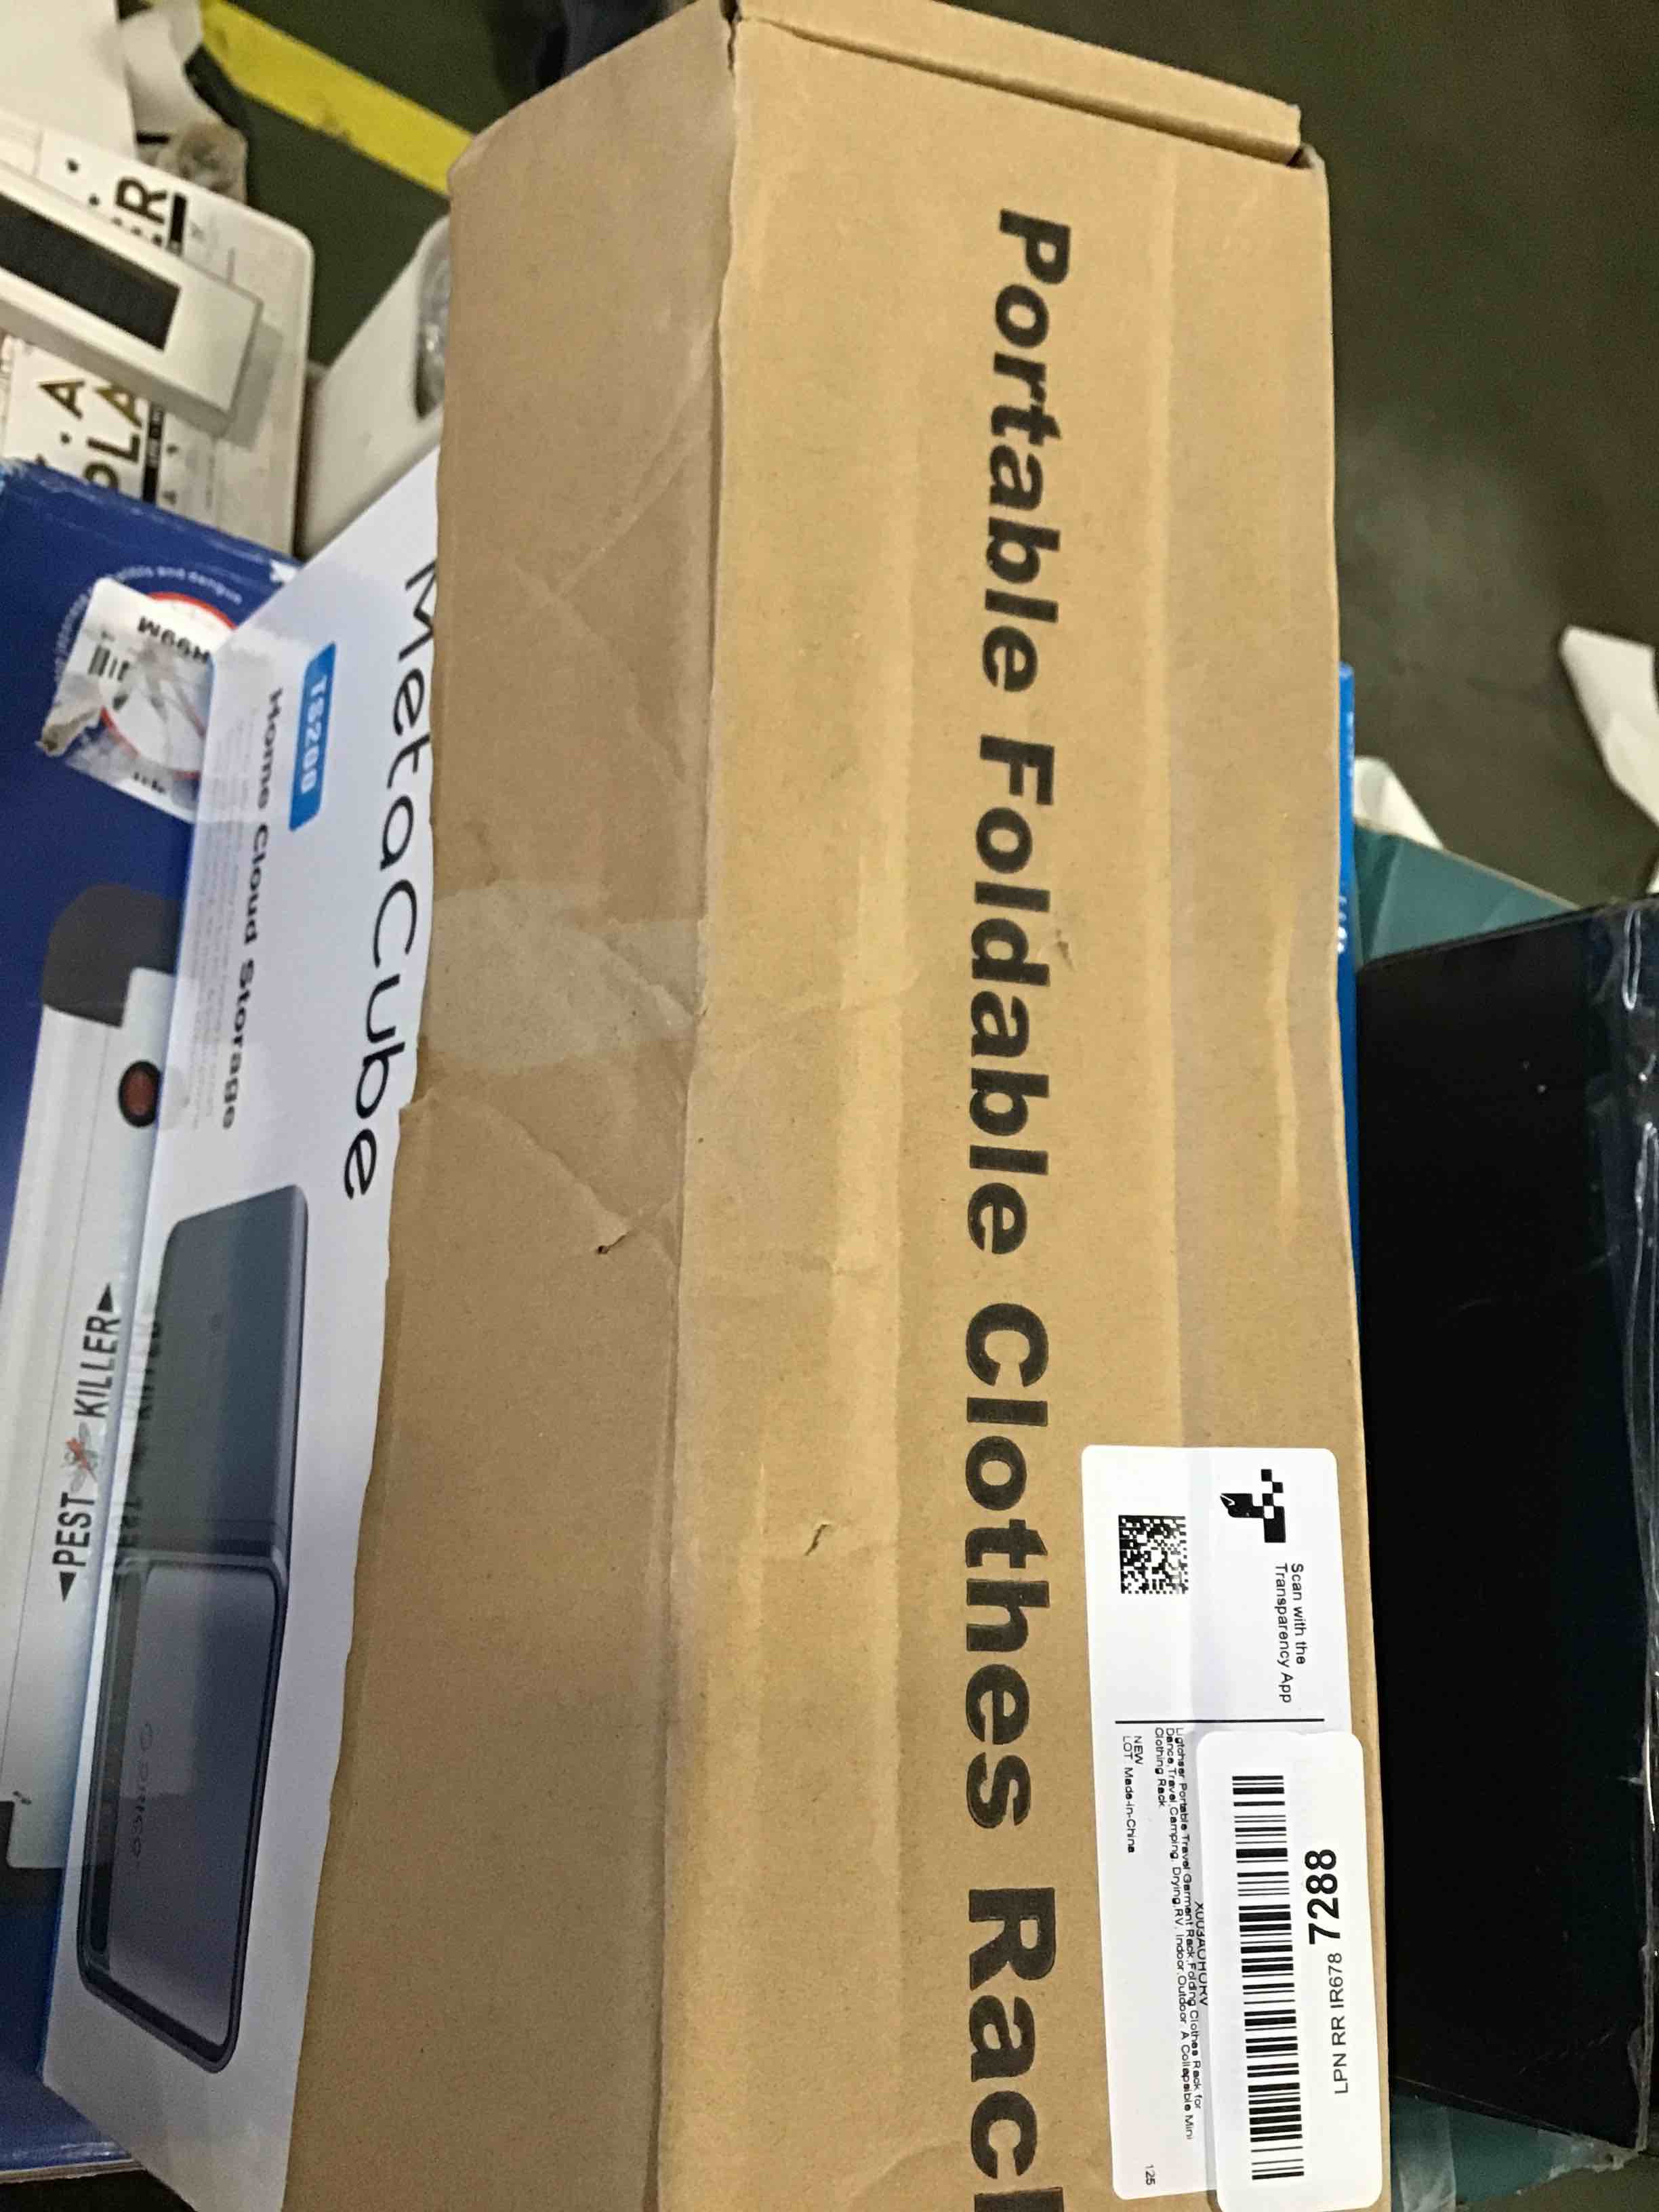 Portable Foldable Clothes Rac
Scan with the
Transparency App
LPN RR IR678 7288
Portable Travel Garment Rack,Folding Clothes Rack for
Dance,Travel,Camping, Drying,RV, Indoor,Outdoor A Collapsible Mini
Clothing Rack
NEW
LOT: Made-in-China
125
MetaCube
TS200
Home Cloud Storage
ORICO
PEST KILLER